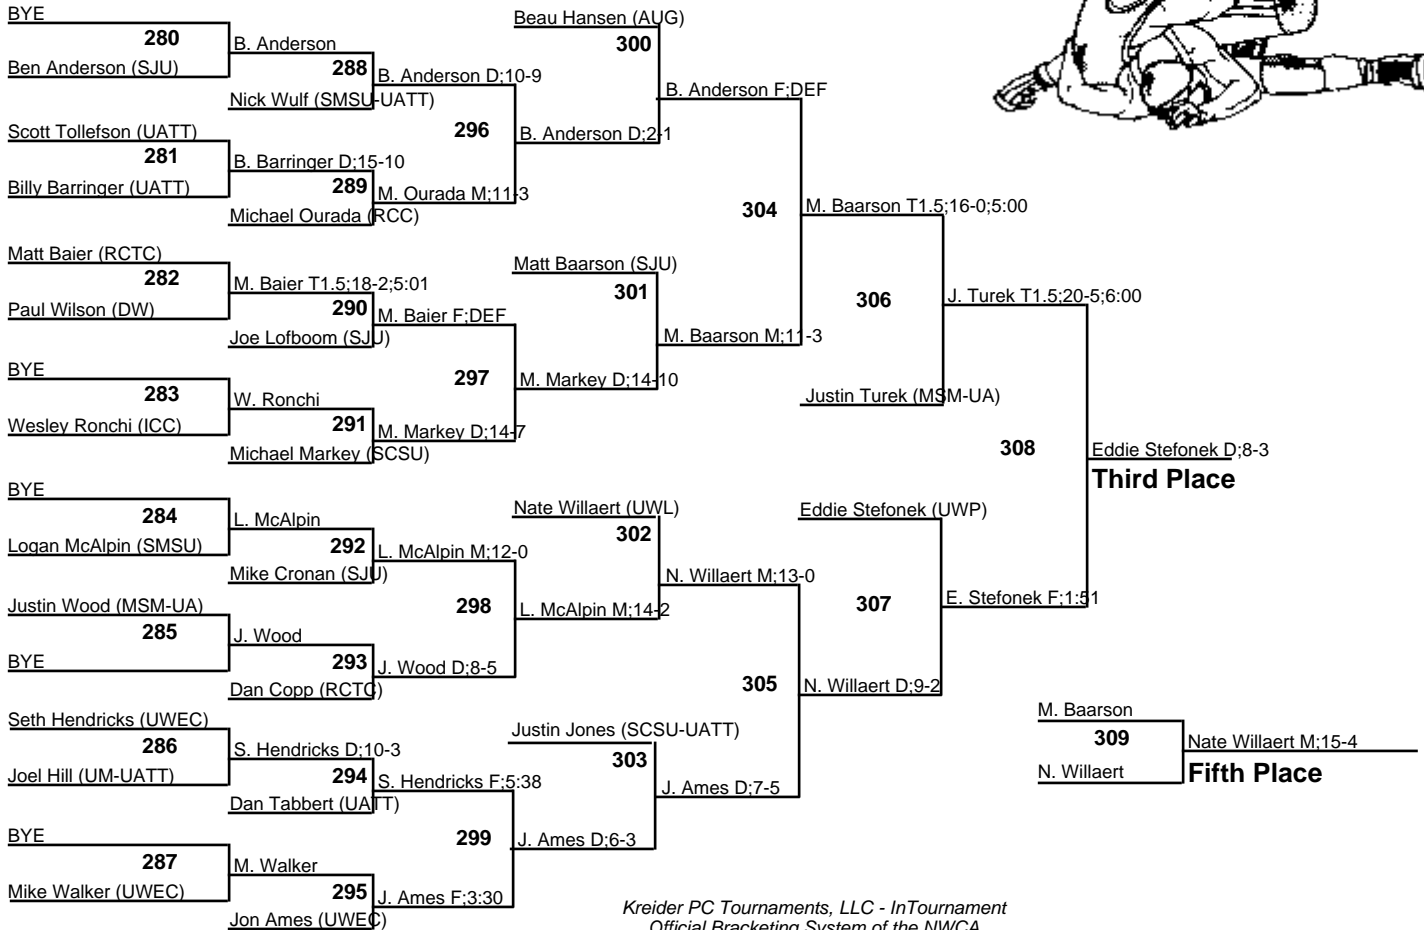 BYE
280
Ben Anderson (SJU)
Scott Tollefson (UATT)
281
Billy Barringer (UATT)
Matt Baier (RCTC)
282
Paul Wilson (DW)
BYE
283
Wesley Ronchi (ICC)
BYE
284
Logan McAlpin (SMSU)
Justin Wood (MSM-UA)
285
BYE
Seth Hendricks (UWEC)
286
Joel Hill (UM-UATT)
BYE
287
Mike Walker (UWEC)
B. Anderson
288
Nick Wulf (SMSU-UATT)
B. Barringer D;15-10
289
Michael Ourada (RCC)
M. Baier T1.5;18-2;5:01
290
Joe Lofboom (SJU)
W. Ronchi
291
Michael Markey (SCSU)
L. McAlpin
292
Mike Cronan (SJU)
J. Wood
293
Dan Copp (RCTC)
S. Hendricks D;10-3
294
Dan Tabbert (UATT)
M. Walker
295
Jon Ames (UWEC)
B. Anderson D;10-9
296
M. Ourada M;11-3
M. Baier F;DEF
297
M. Markey D;14-7
L. McAlpin M;12-0
298
J. Wood D;8-5
S. Hendricks F;5:38
299
J. Ames F;3:30
Beau Hansen (AUG)
300
B. Anderson D;2-1
Matt Baarson (SJU)
301
M. Markey D;14-10
Nate Willaert (UWL)
302
L. McAlpin M;14-2
Justin Jones (SCSU-UATT)
303
J. Ames D;6-3
B. Anderson F;DEF
304
M. Baarson M;11-3
N. Willaert M;13-0
305
J. Ames D;7-5
M. Baarson T1.5;16-0;5:00
306
Justin Turek (MSM-UA)
Eddie Stefonek (UWP)
307
N. Willaert D;9-2
J. Turek T1.5;20-5;6:00
308
E. Stefonek F;1:51
Eddie Stefonek D;8-3
Third Place
M. Baarson
309
N. Willaert
Nate Willaert M;15-4
Fifth Place
Kreider PC Tournaments, LLC - InTournament
Official Bracketing System of the NWCA